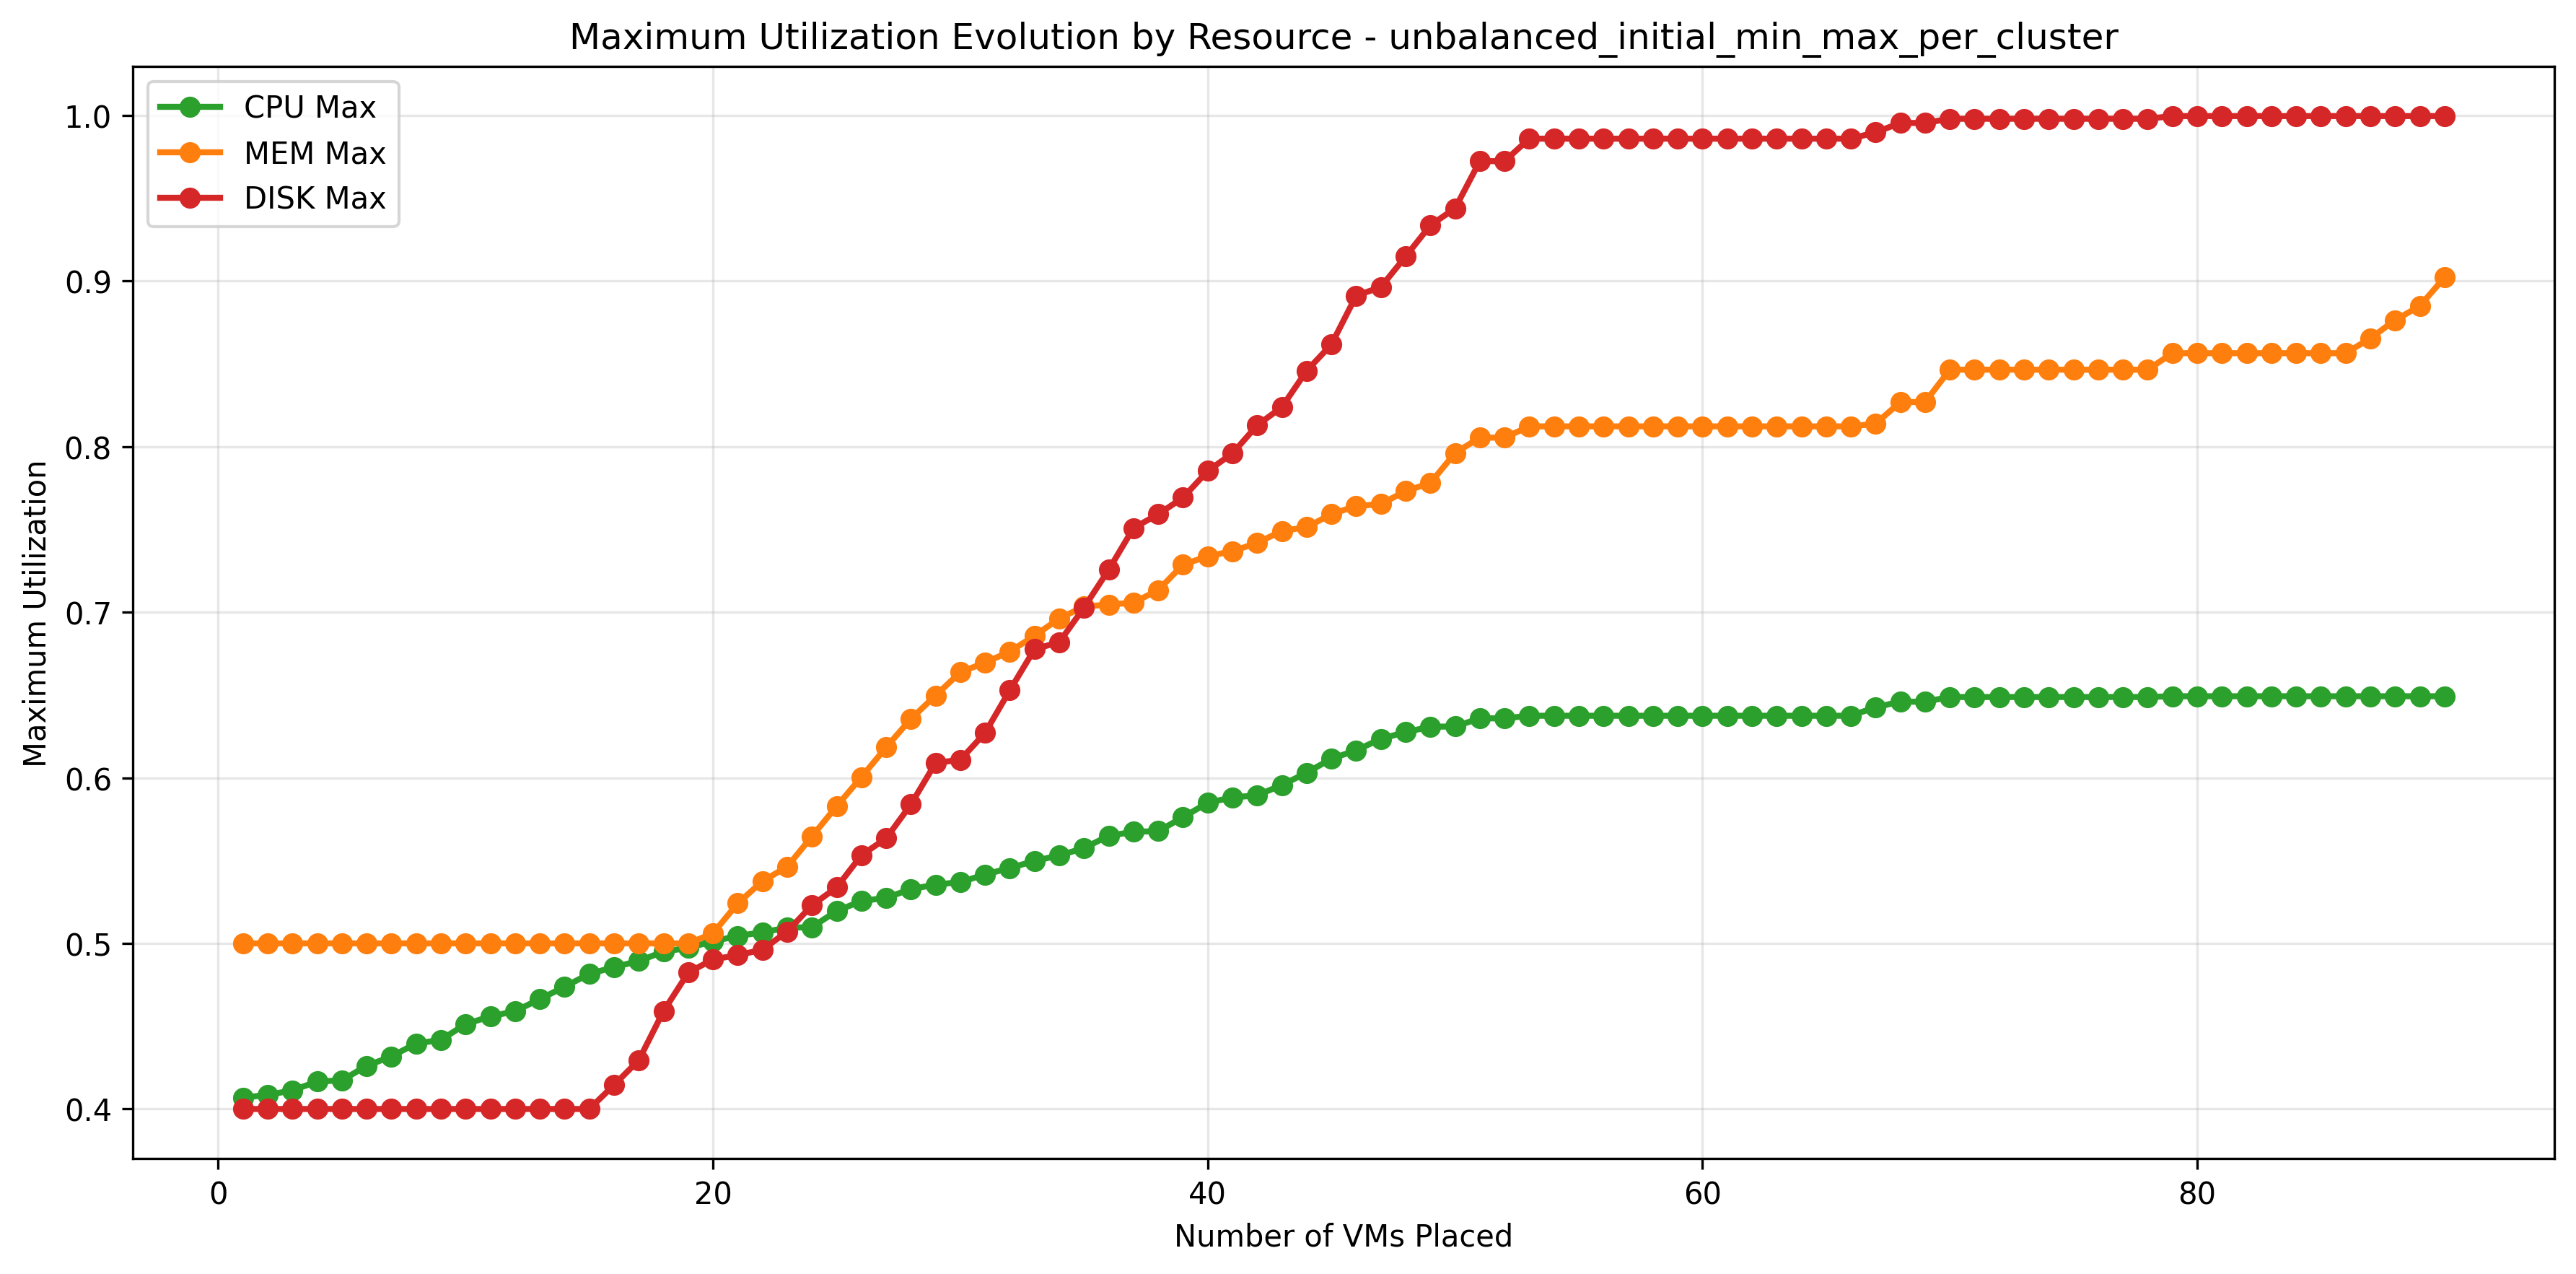 Maximum Utilization Evolution by Resource - unbalanced_initial_min_max_per_cluster
CPU Max
MEM Max
DISK Max
Maximum Utilization
1.0
0.9
0.8
0.7
0.6
0.5
0.4
0 20 40 60 80
Number of VMs Placed